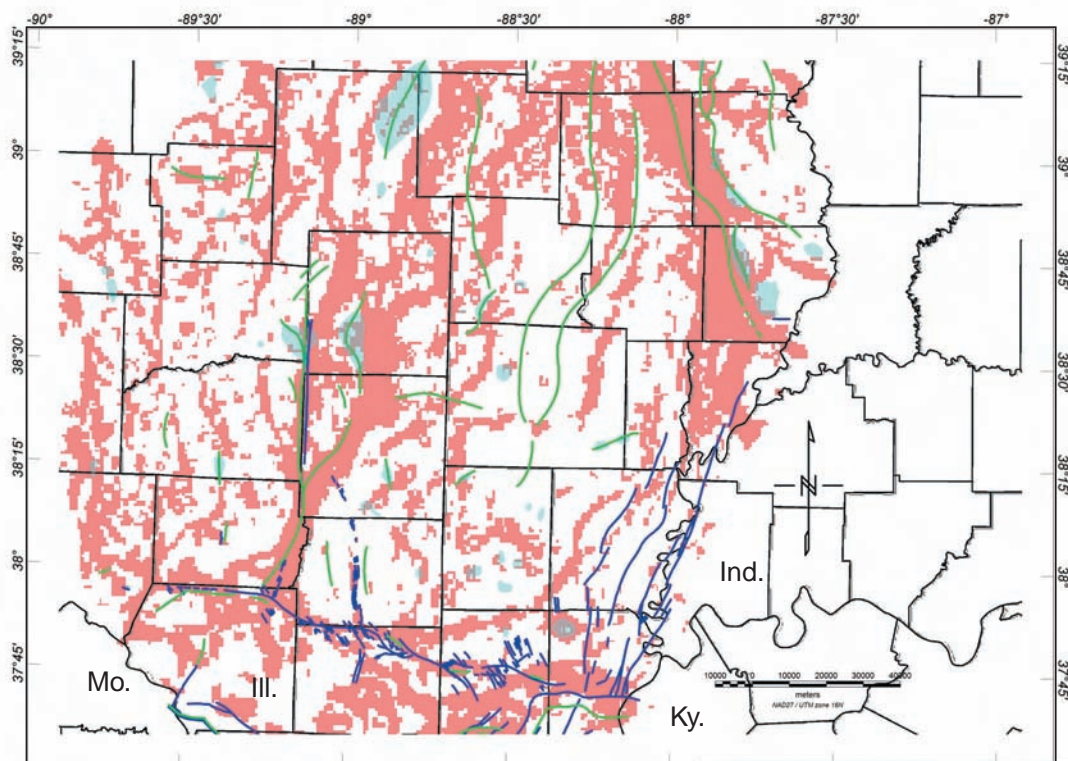 -90° -89°30' -89° -88°30' -88° -87°30' -87°
39°15' 39°15'
39° 39°
38°45' 38°45'
38°30' 38°30'
38°15' 38°15'
N
38° 38°
Ind.
37°45' 37°45'
Mo. Ill. Ky.
10000 0 10000 20000 30000 40000
meters
NAD27 / UTM zone 16N